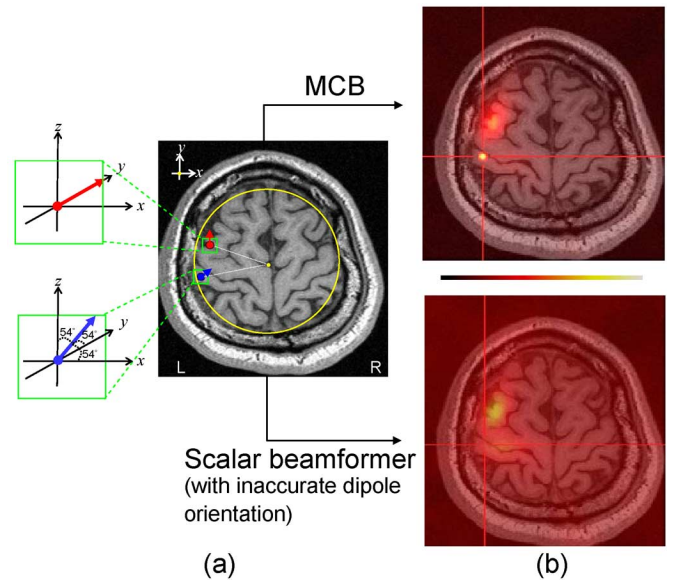 MCB
z
y
x
y
x
z
54°
54°
54°
y
x
L
R
Scalar beamformer
(with inaccurate dipole
orientation)
(a)
(b)